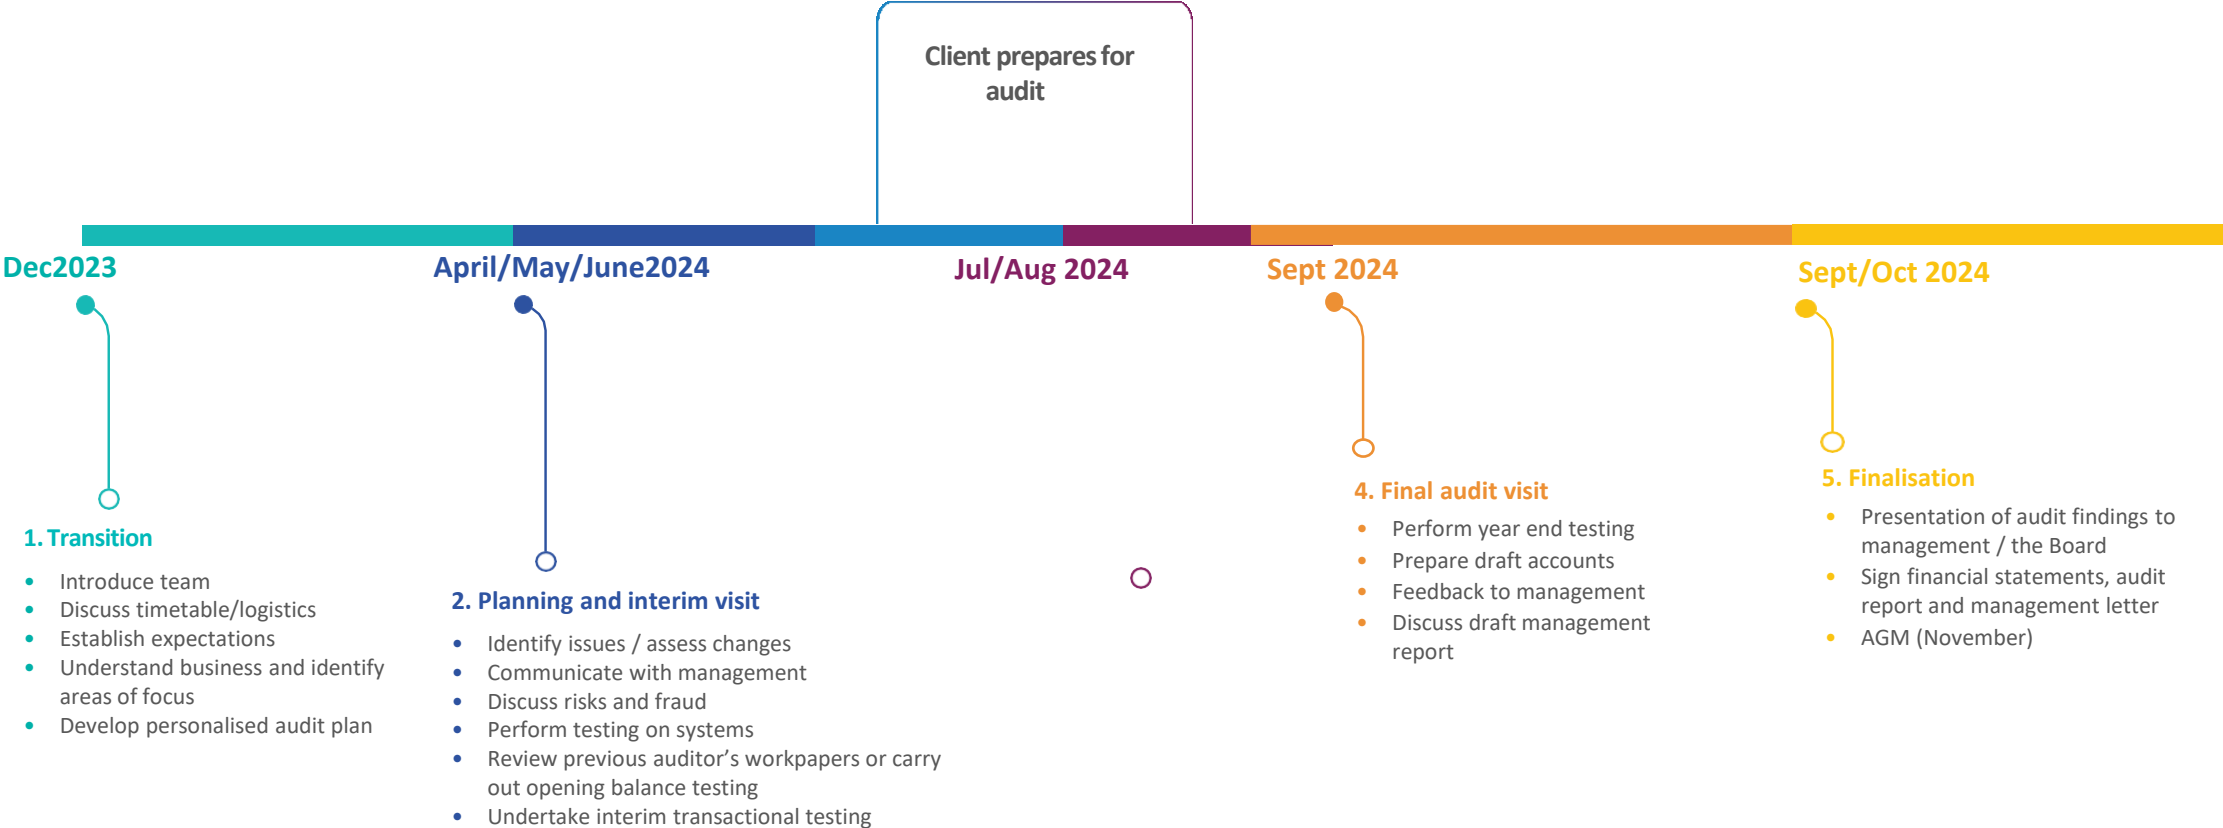 Client prepares for
audit
Dec2023
April/May/June2024
Jul/Aug 2024
Sept 2024
Sept/Oct 2024
1. Transition
• Introduce team
• Discuss timetable/logistics
• Establish expectations
• Understand business and identify
areas of focus
• Develop personalised audit plan
2. Planning and interim visit
• Identify issues / assess changes
• Communicate with management
• Discuss risks and fraud
• Perform testing on systems
• Review previous auditor’s workpapers or carry
out opening balance testing
• Undertake interim transactional testing
4. Final audit visit
• Perform year end testing
• Prepare draft accounts
• Feedback to management
• Discuss draft management
report
5. Finalisation
• Presentation of audit findings to
management / the Board
• Sign financial statements, audit
report and management letter
• AGM (November)